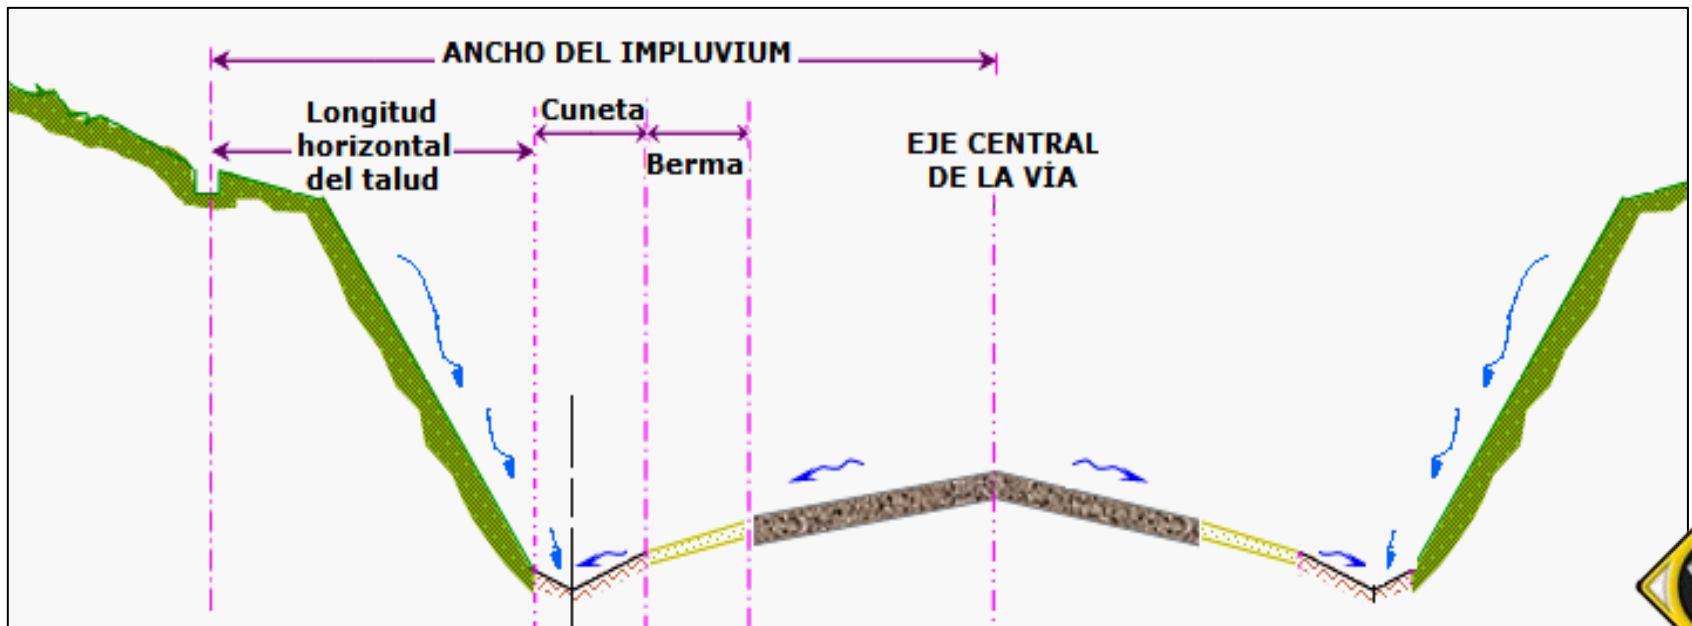 ANCHO DEL IMPLUVIUM
Longitud
horizontal
del talud
Cuneta
Berma
EJE CENTRAL
DE LA VÍA